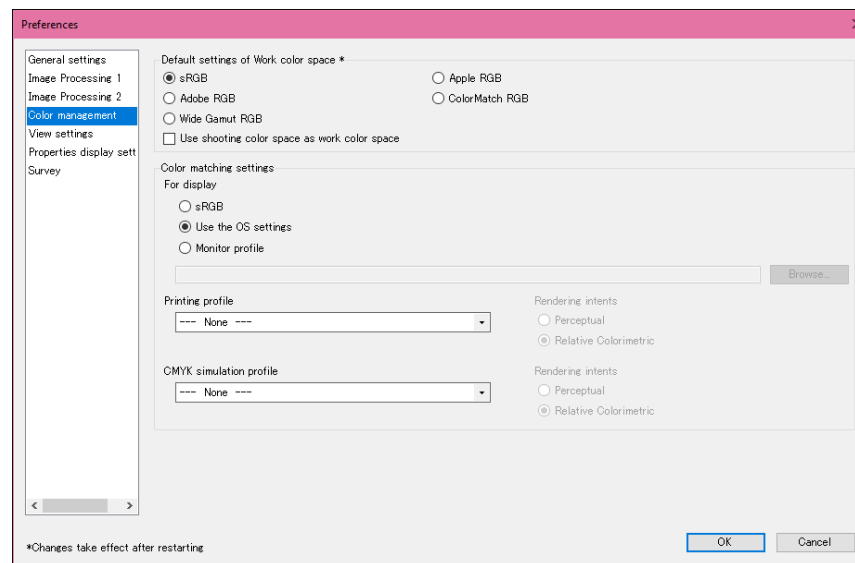 Preferences
General settings
Image Processing 1
Image Processing 2
Color management
View settings
Properties display sett
Survey
Default settings of Work color space *
sRGB
Apple RGB
Adobe RGB
ColorMatch RGB
Wide Gamut RGB
Use shooting color space as work color space
Color matching settings
For display
sRGB
Use the OS settings
Monitor profile
Browse...
Printing profile
--- None ---
Rendering intents
Perceptual
Relative Colorimetric
CMYK simulation profile
--- None ---
Rendering intents
Perceptual
Relative Colorimetric
*Changes take effect after restarting
OK
Cancel